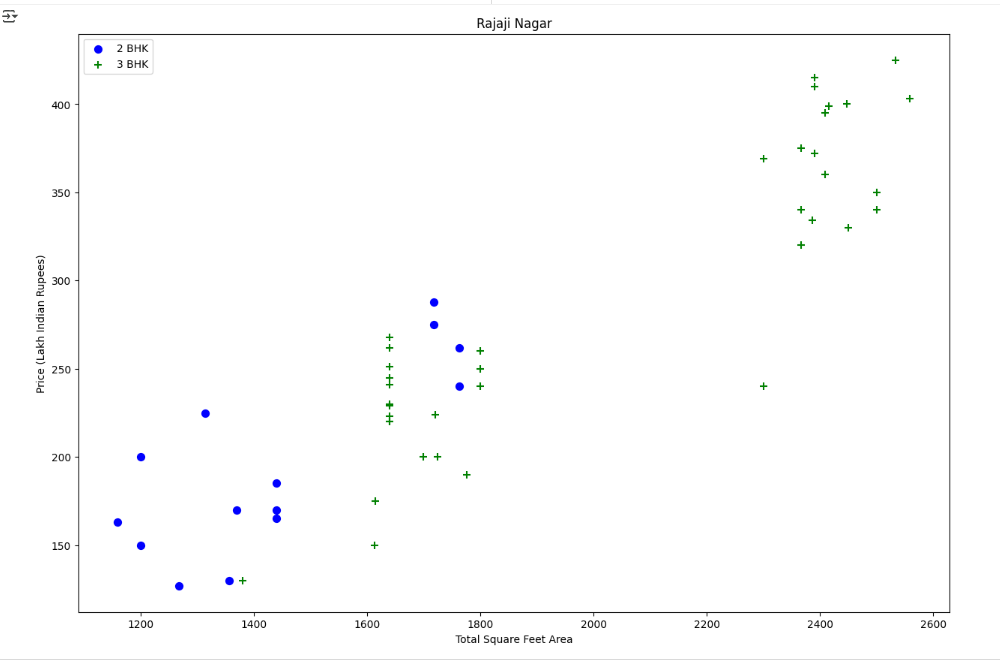 Rajaji Nagar
2 BHK
3 BHK
400
350
300
250
200
150
Price (Lakh Indian Rupees)
1200 1400 1600 1800 2000 2200 2400 2600
Total Square Feet Area